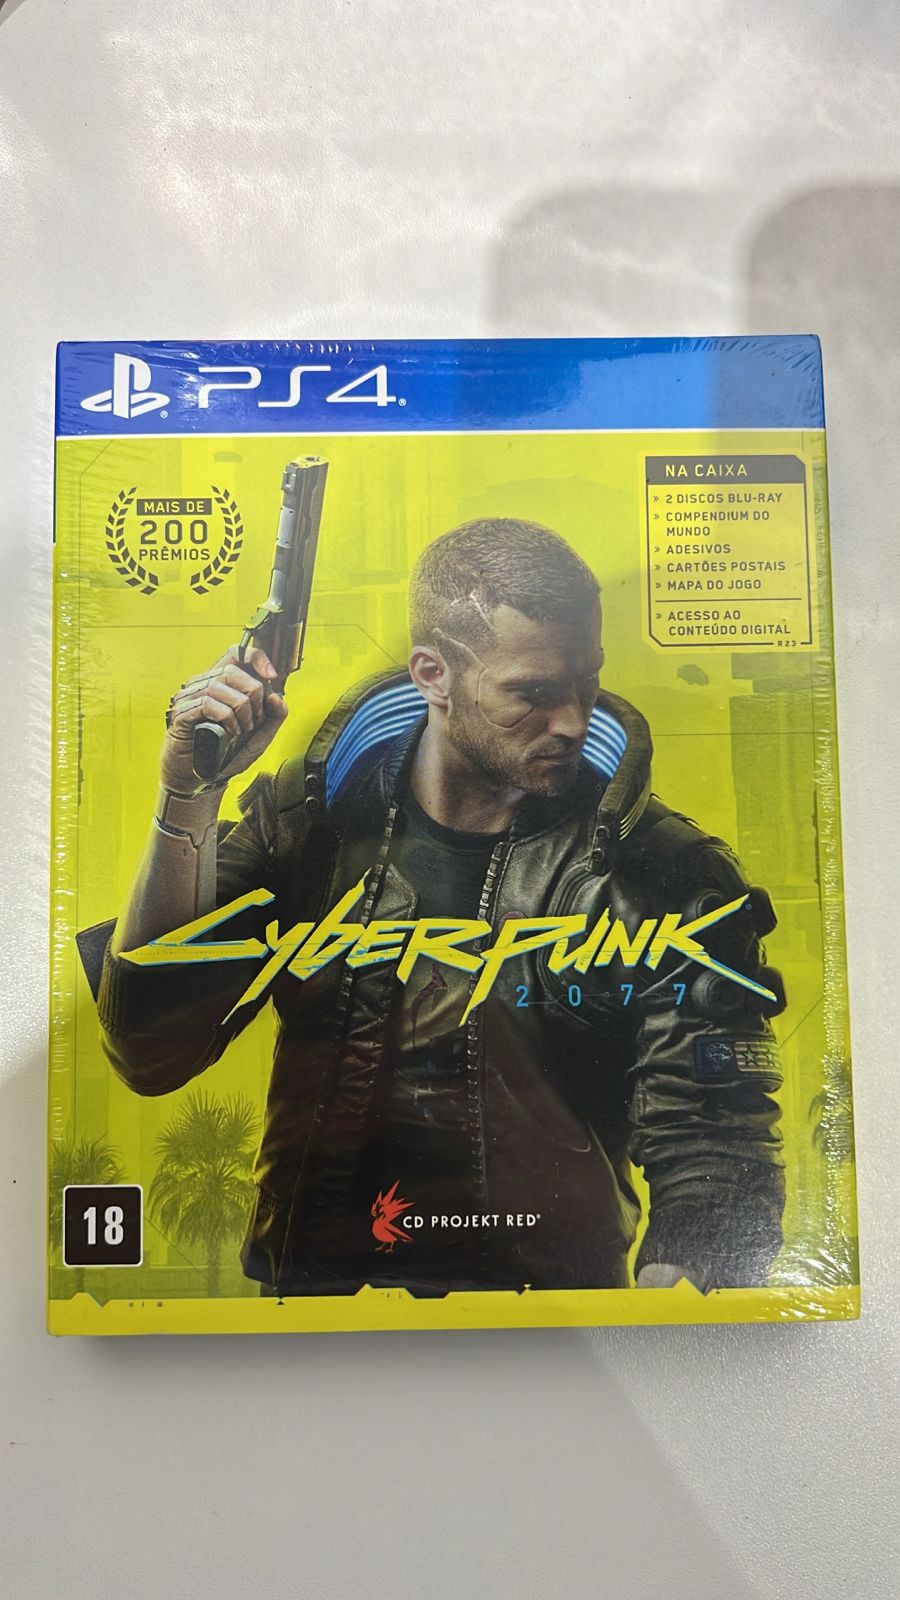 PS4
MAIS DE
200
PRÊMIOS
NA CAIXA
» 2 DISCOS BLU-RAY
» COMPENDIUM DO
MUNDO
» ADESIVOS
» CARTÕES POSTAIS
» MAPA DO JOGO
» ACESSO AO
CONTEÚDO DIGITAL
R23
CYBERPUNK
2077
18
CD PROJEKT RED®